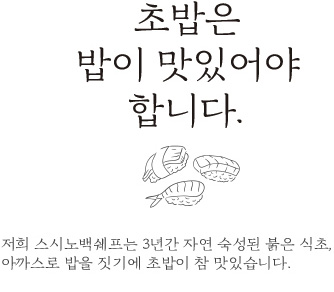 초밥은
밥이 맛있어야
합니다.
저희 스시노백쉐프는 3년간 자연 숙성된 붉은 식초,
아까스로 밥을 짓기에 초밥이 참 맛있습니다.